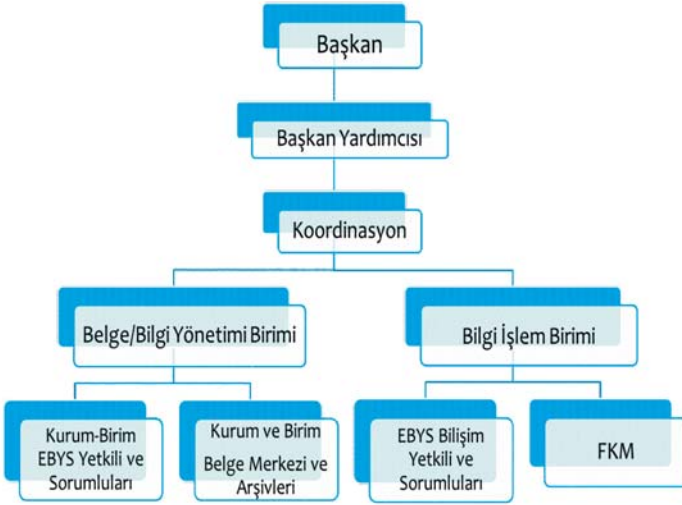 Başkan
Başkan Yardımcısı
Koordinasyon
Belge/Bilgi Yönetimi Birimi
Bilgi İşlem Birimi
Kurum-Birim
EBYS Yetkili ve
Sorumluları
Kurum ve Birim
Belge Merkezi ve
Arşivleri
EBYS Bilişim
Yetkili ve
Sorumluları
FKM